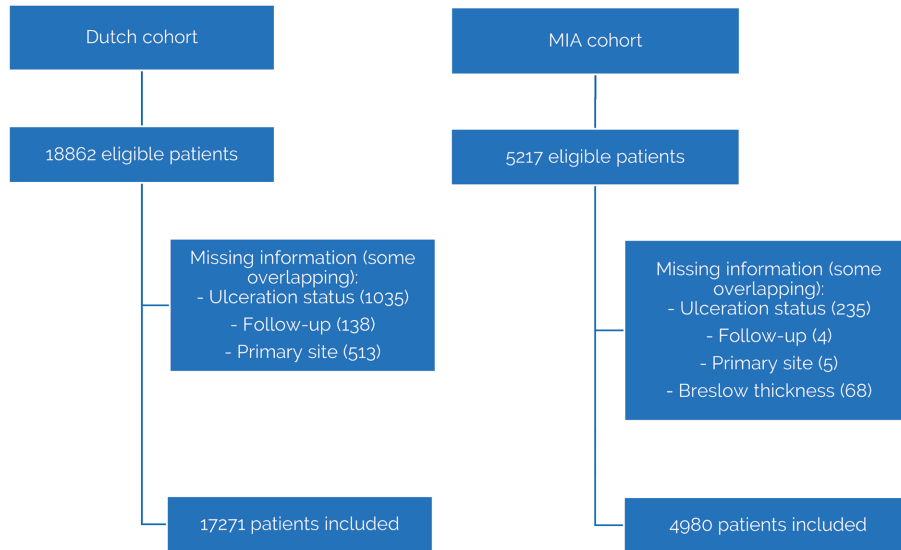 Dutch cohort
18862 eligible patients
Missing information (some
overlapping):
- Ulceration status (1035)
- Follow-up (138)
- Primary site (513)
17271 patients included
MIA cohort
5217 eligible patients
Missing information (some
overlapping):
- Ulceration status (235)
- Follow-up (4)
- Primary site (5)
- Breslow thickness (68)
4980 patients included